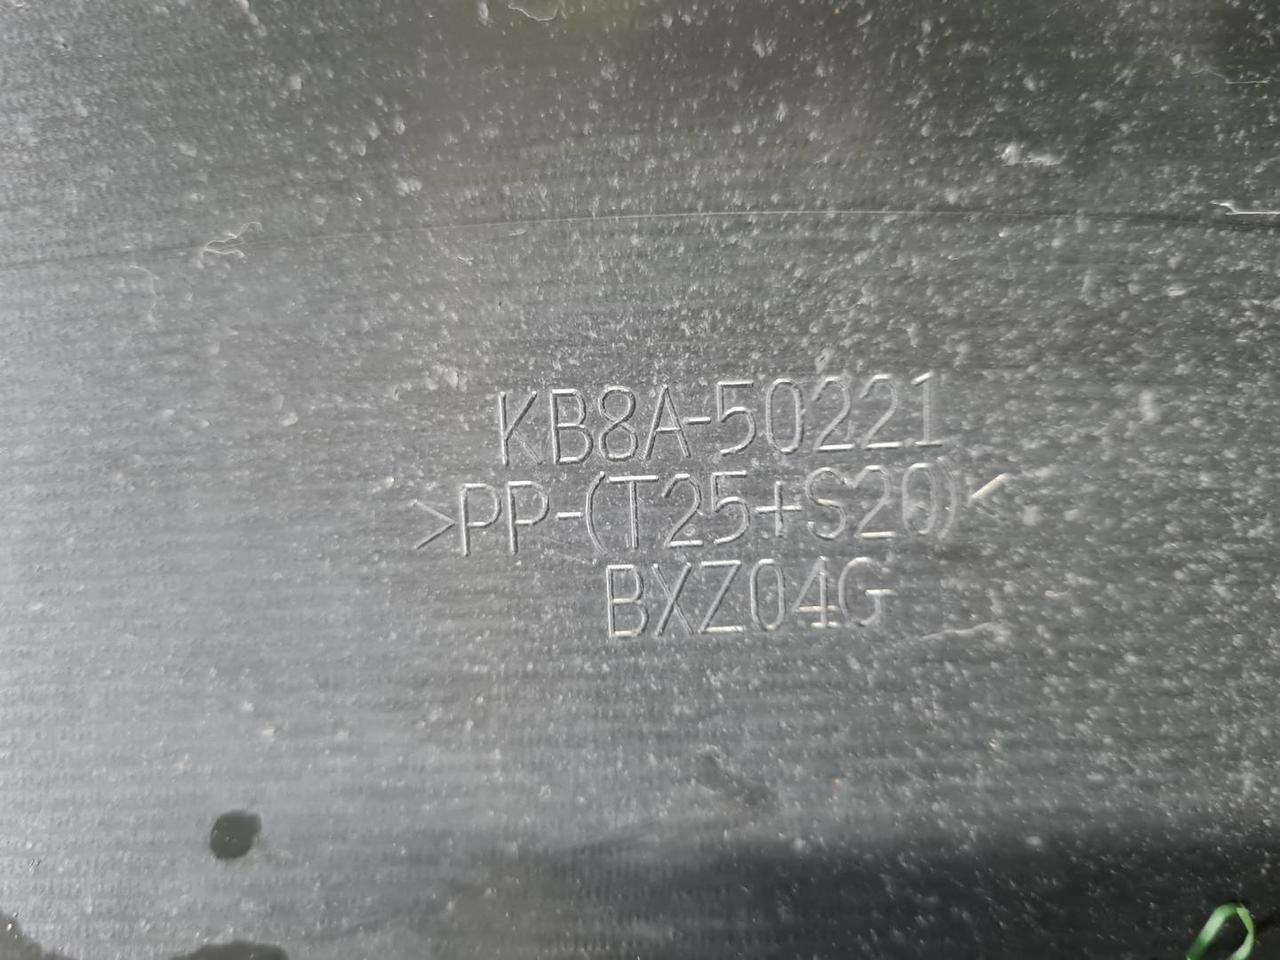 KB8A-50221
>PP-(T25+S20)<
BXZ04G